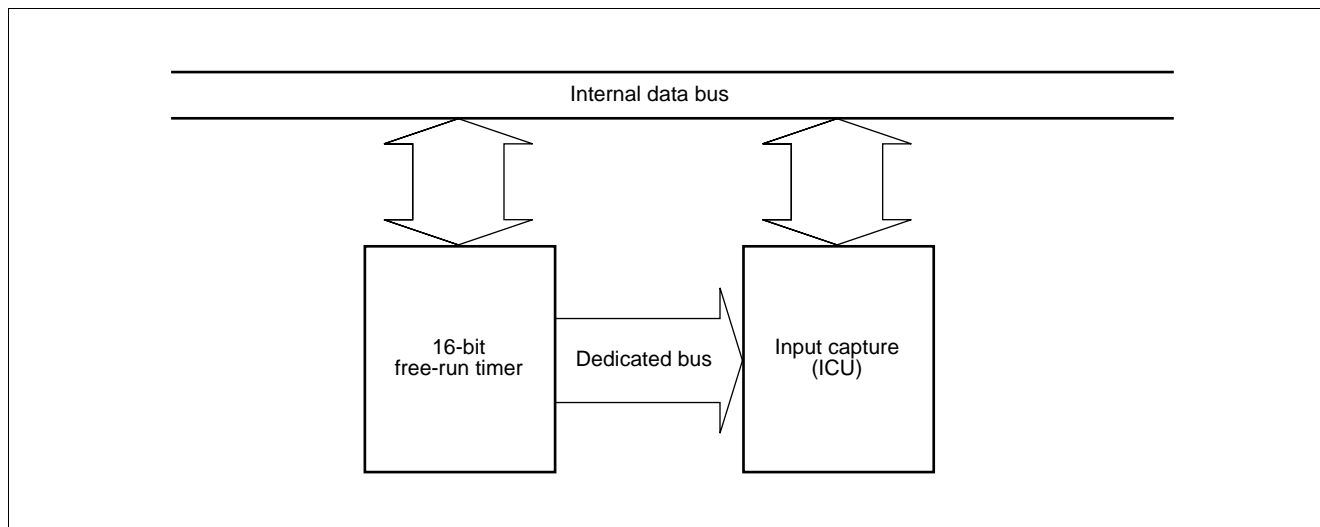 Internal data bus
16-bit
free-run timer
Dedicated bus
Input capture
(ICU)